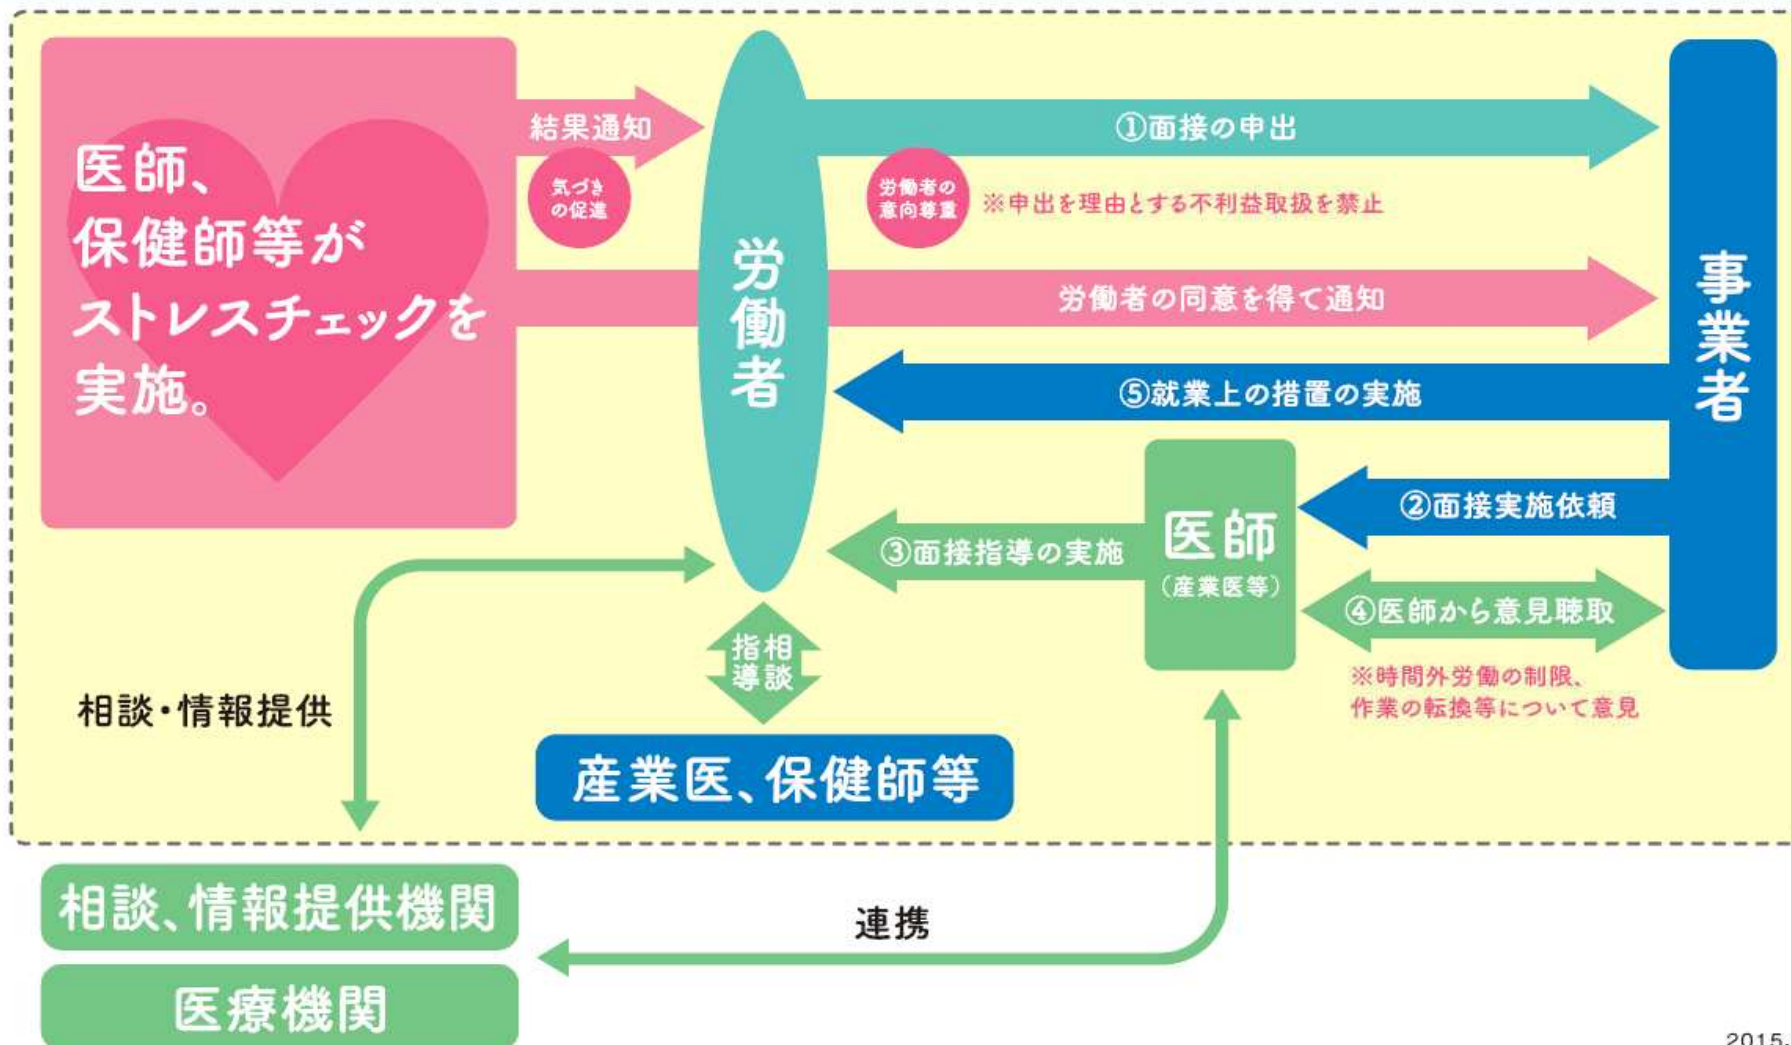 医師、
保健師等が
ストレスチェックを
実施。
結果通知
気づき
の促進
労働者
①面接の申出
労働者の
意向尊重
※申出を理由とする不利益取扱を禁止
労働者の同意を得て通知
⑤就業上の措置の実施
事業者
②面接実施依頼
③面接指導の実施
医師
(産業医等)
④医師から意見聴取
※時間外労働の制限、
作業の転換等について意見
相談
指導
相談・情報提供
産業医、保健師等
相談、情報提供機関
連携
医療機関
2015.